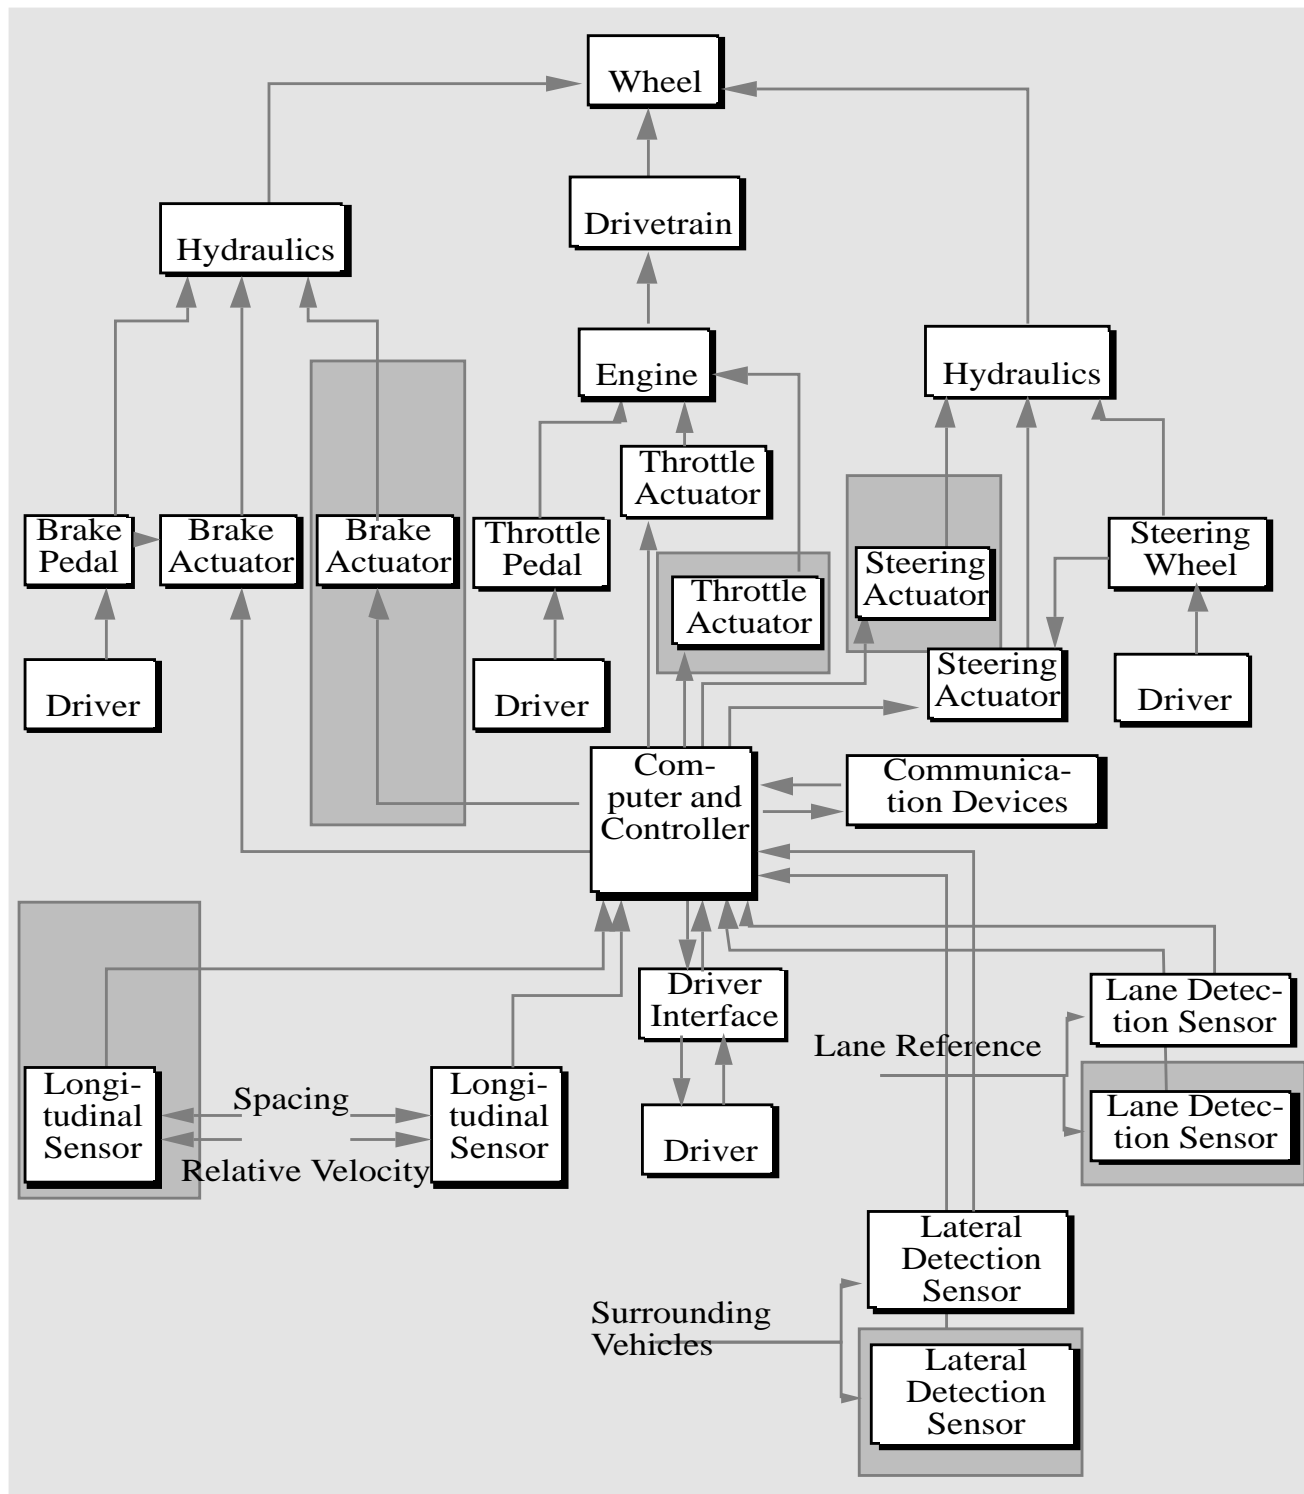 Wheel
Drivetrain
Hydraulics
Engine
Hydraulics
Throttle
Actuator
Brake
Pedal
Brake
Actuator
Brake
Actuator
Throttle
Pedal
Throttle
Actuator
Steering
Actuator
Steering
Wheel
Driver
Driver
Steering
Actuator
Driver
Com-
puter and
Controller
Communica-
tion Devices
Driver
Interface
Lane Detec-
tion Sensor
Lane Reference
Longi-
tudinal
Sensor
Spacing
Relative Velocity
Longi-
tudinal
Sensor
Driver
Lane Detec-
tion Sensor
Lateral
Detection
Sensor
Surrounding
Vehicles
Lateral
Detection
Sensor